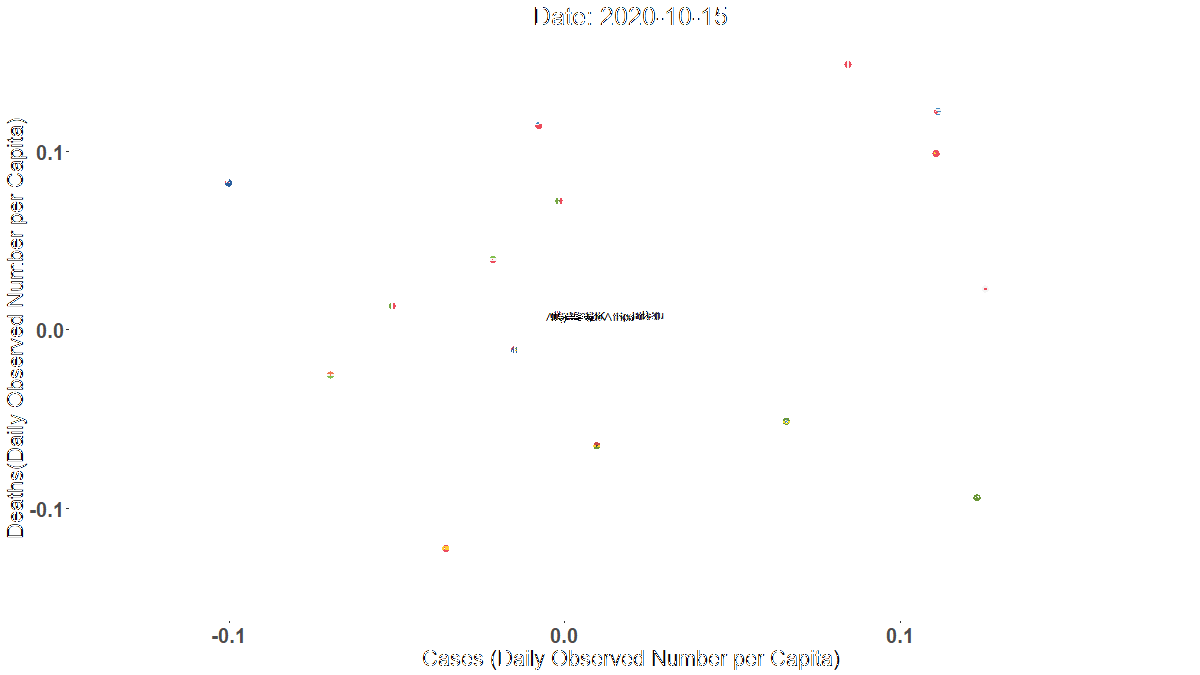 Date: 2020-10-15
Deaths(Daily Observed Number per Capita)
0.1
0.0
-0.1
-0.1
0.0
0.1
Cases (Daily Observed Number per Capita)